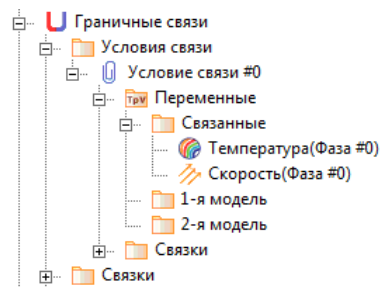 Граничные связи
Условия связи
Условие связи #0
TpV Переменные
Связанные
Температура(Фаза #0)
Скорость(Фаза #0)
1-я модель
2-я модель
Связки
Связки